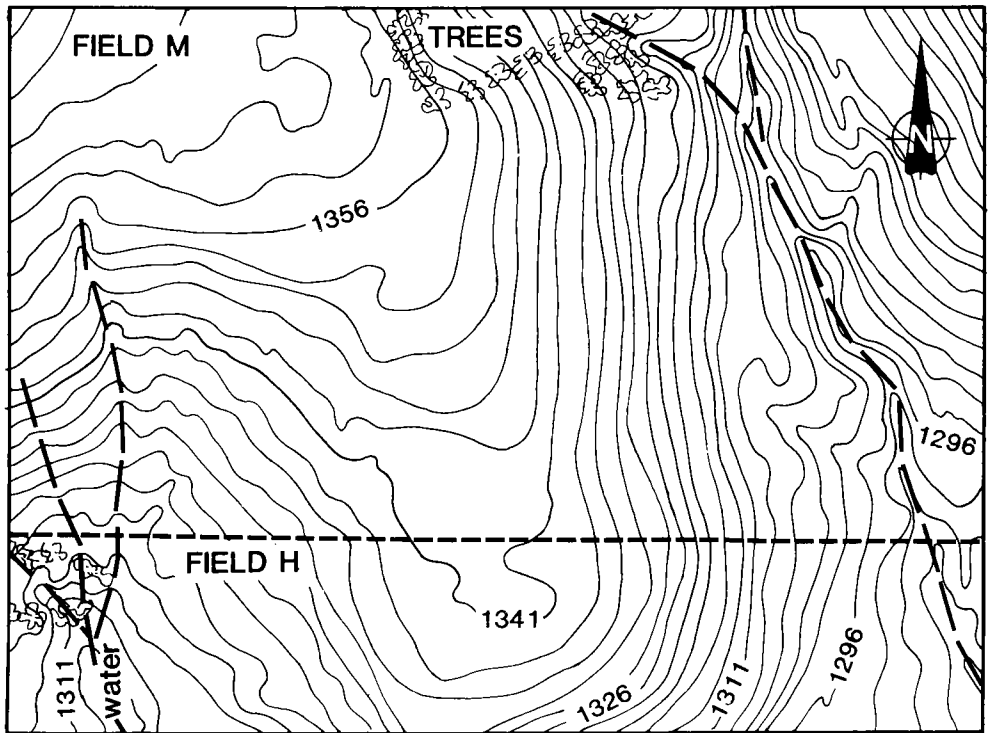 FIELD M
TREES
N
1356
1296
FIELD H
1341
1311
water
1326
1311
1296